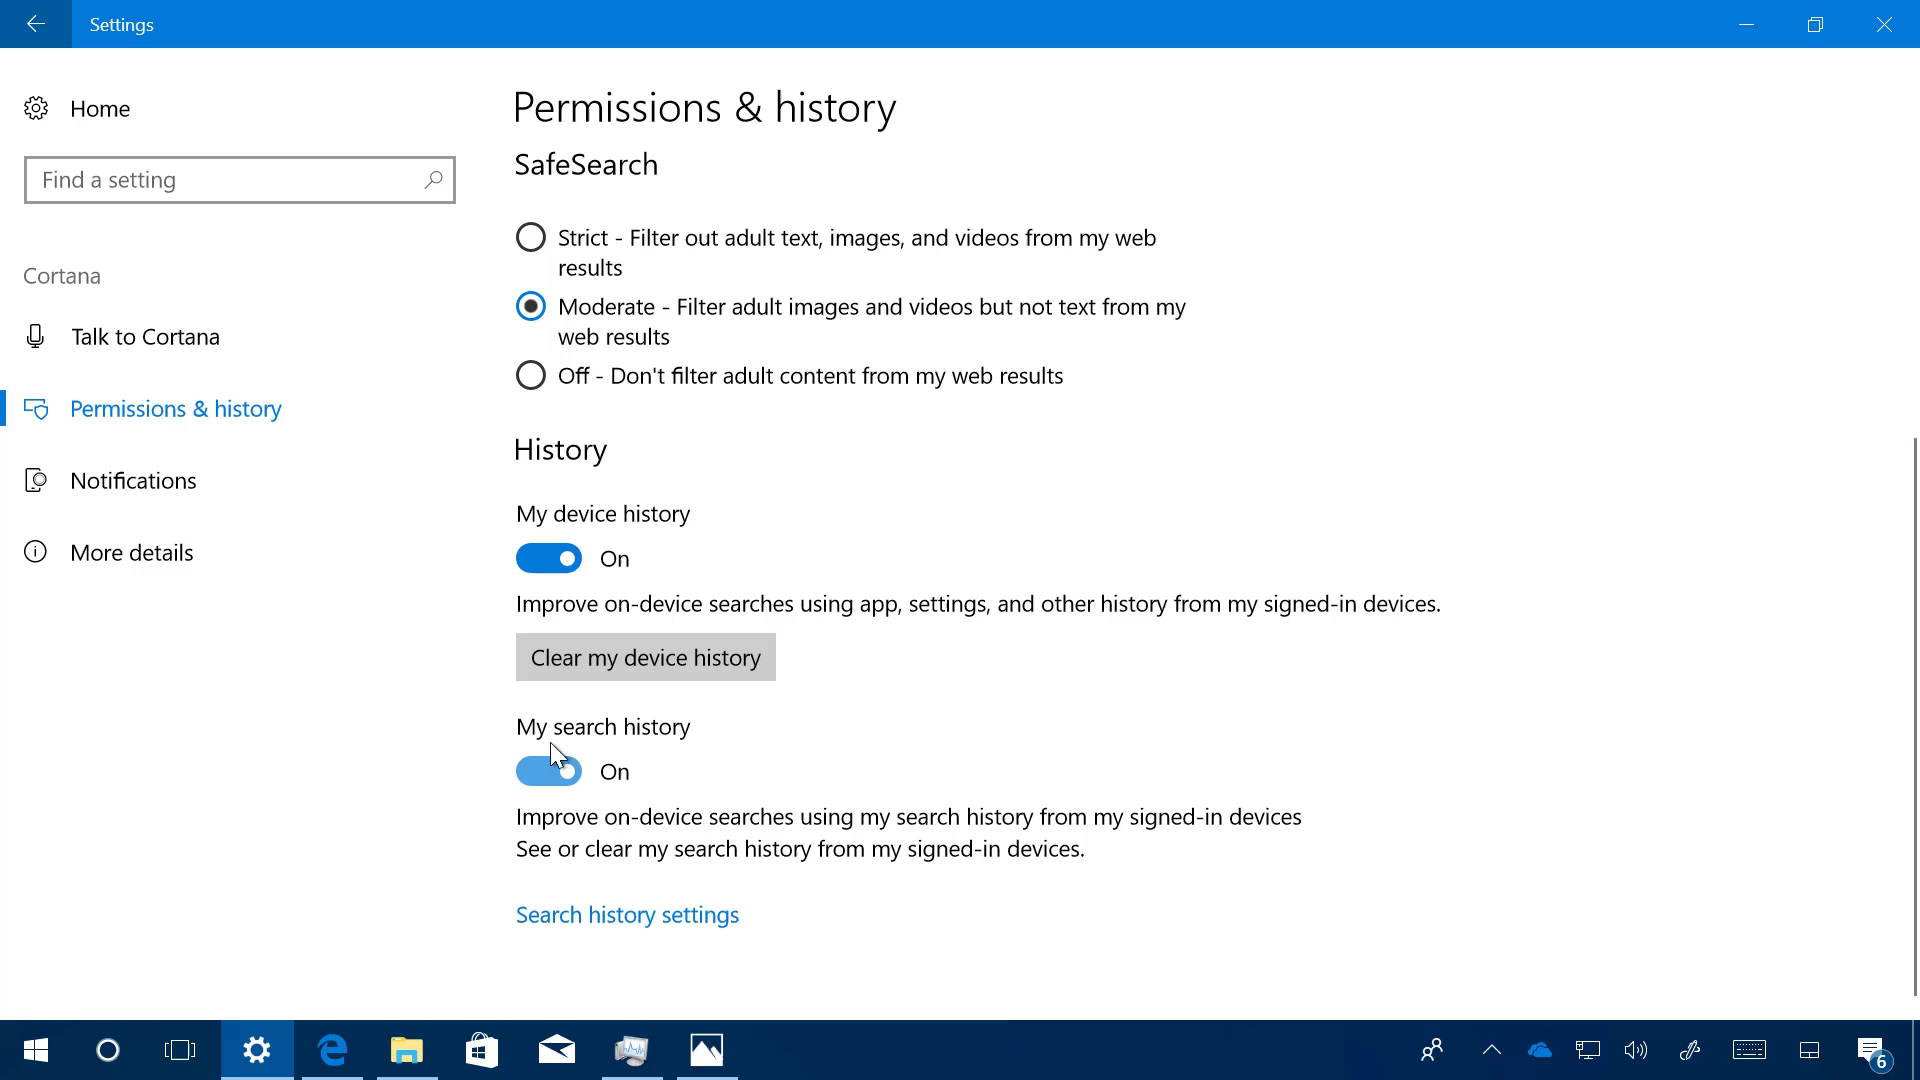 Settings
Home
Find a setting
Cortana
Talk to Cortana
Permissions & history
Notifications
More details
Permissions & history
SafeSearch
Strict - Filter out adult text, images, and videos from my web
results
Moderate - Filter adult images and videos but not text from my
web results
Off - Don't filter adult content from my web results
History
My device history
On
Improve on-device searches using app, settings, and other history from my signed-in devices.
Clear my device history
My search history
On
Improve on-device searches using my search history from my signed-in devices
See or clear my search history from my signed-in devices.
Search history settings
6